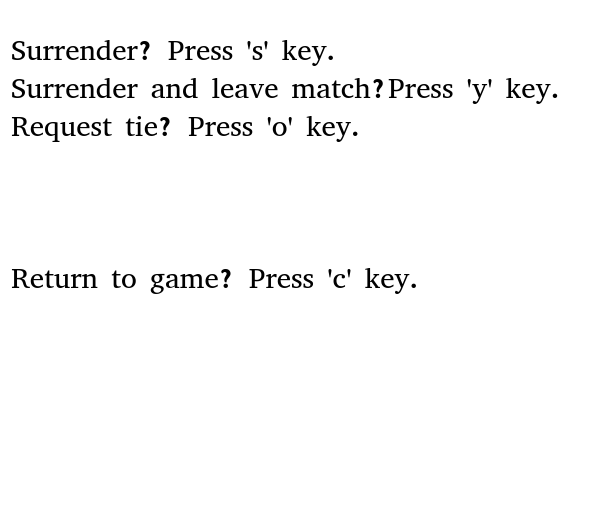 Surrender? Press 's' key.
Surrender and leave match? Press 'y' key.
Request tie? Press 'o' key.
Return to game? Press 'c' key.